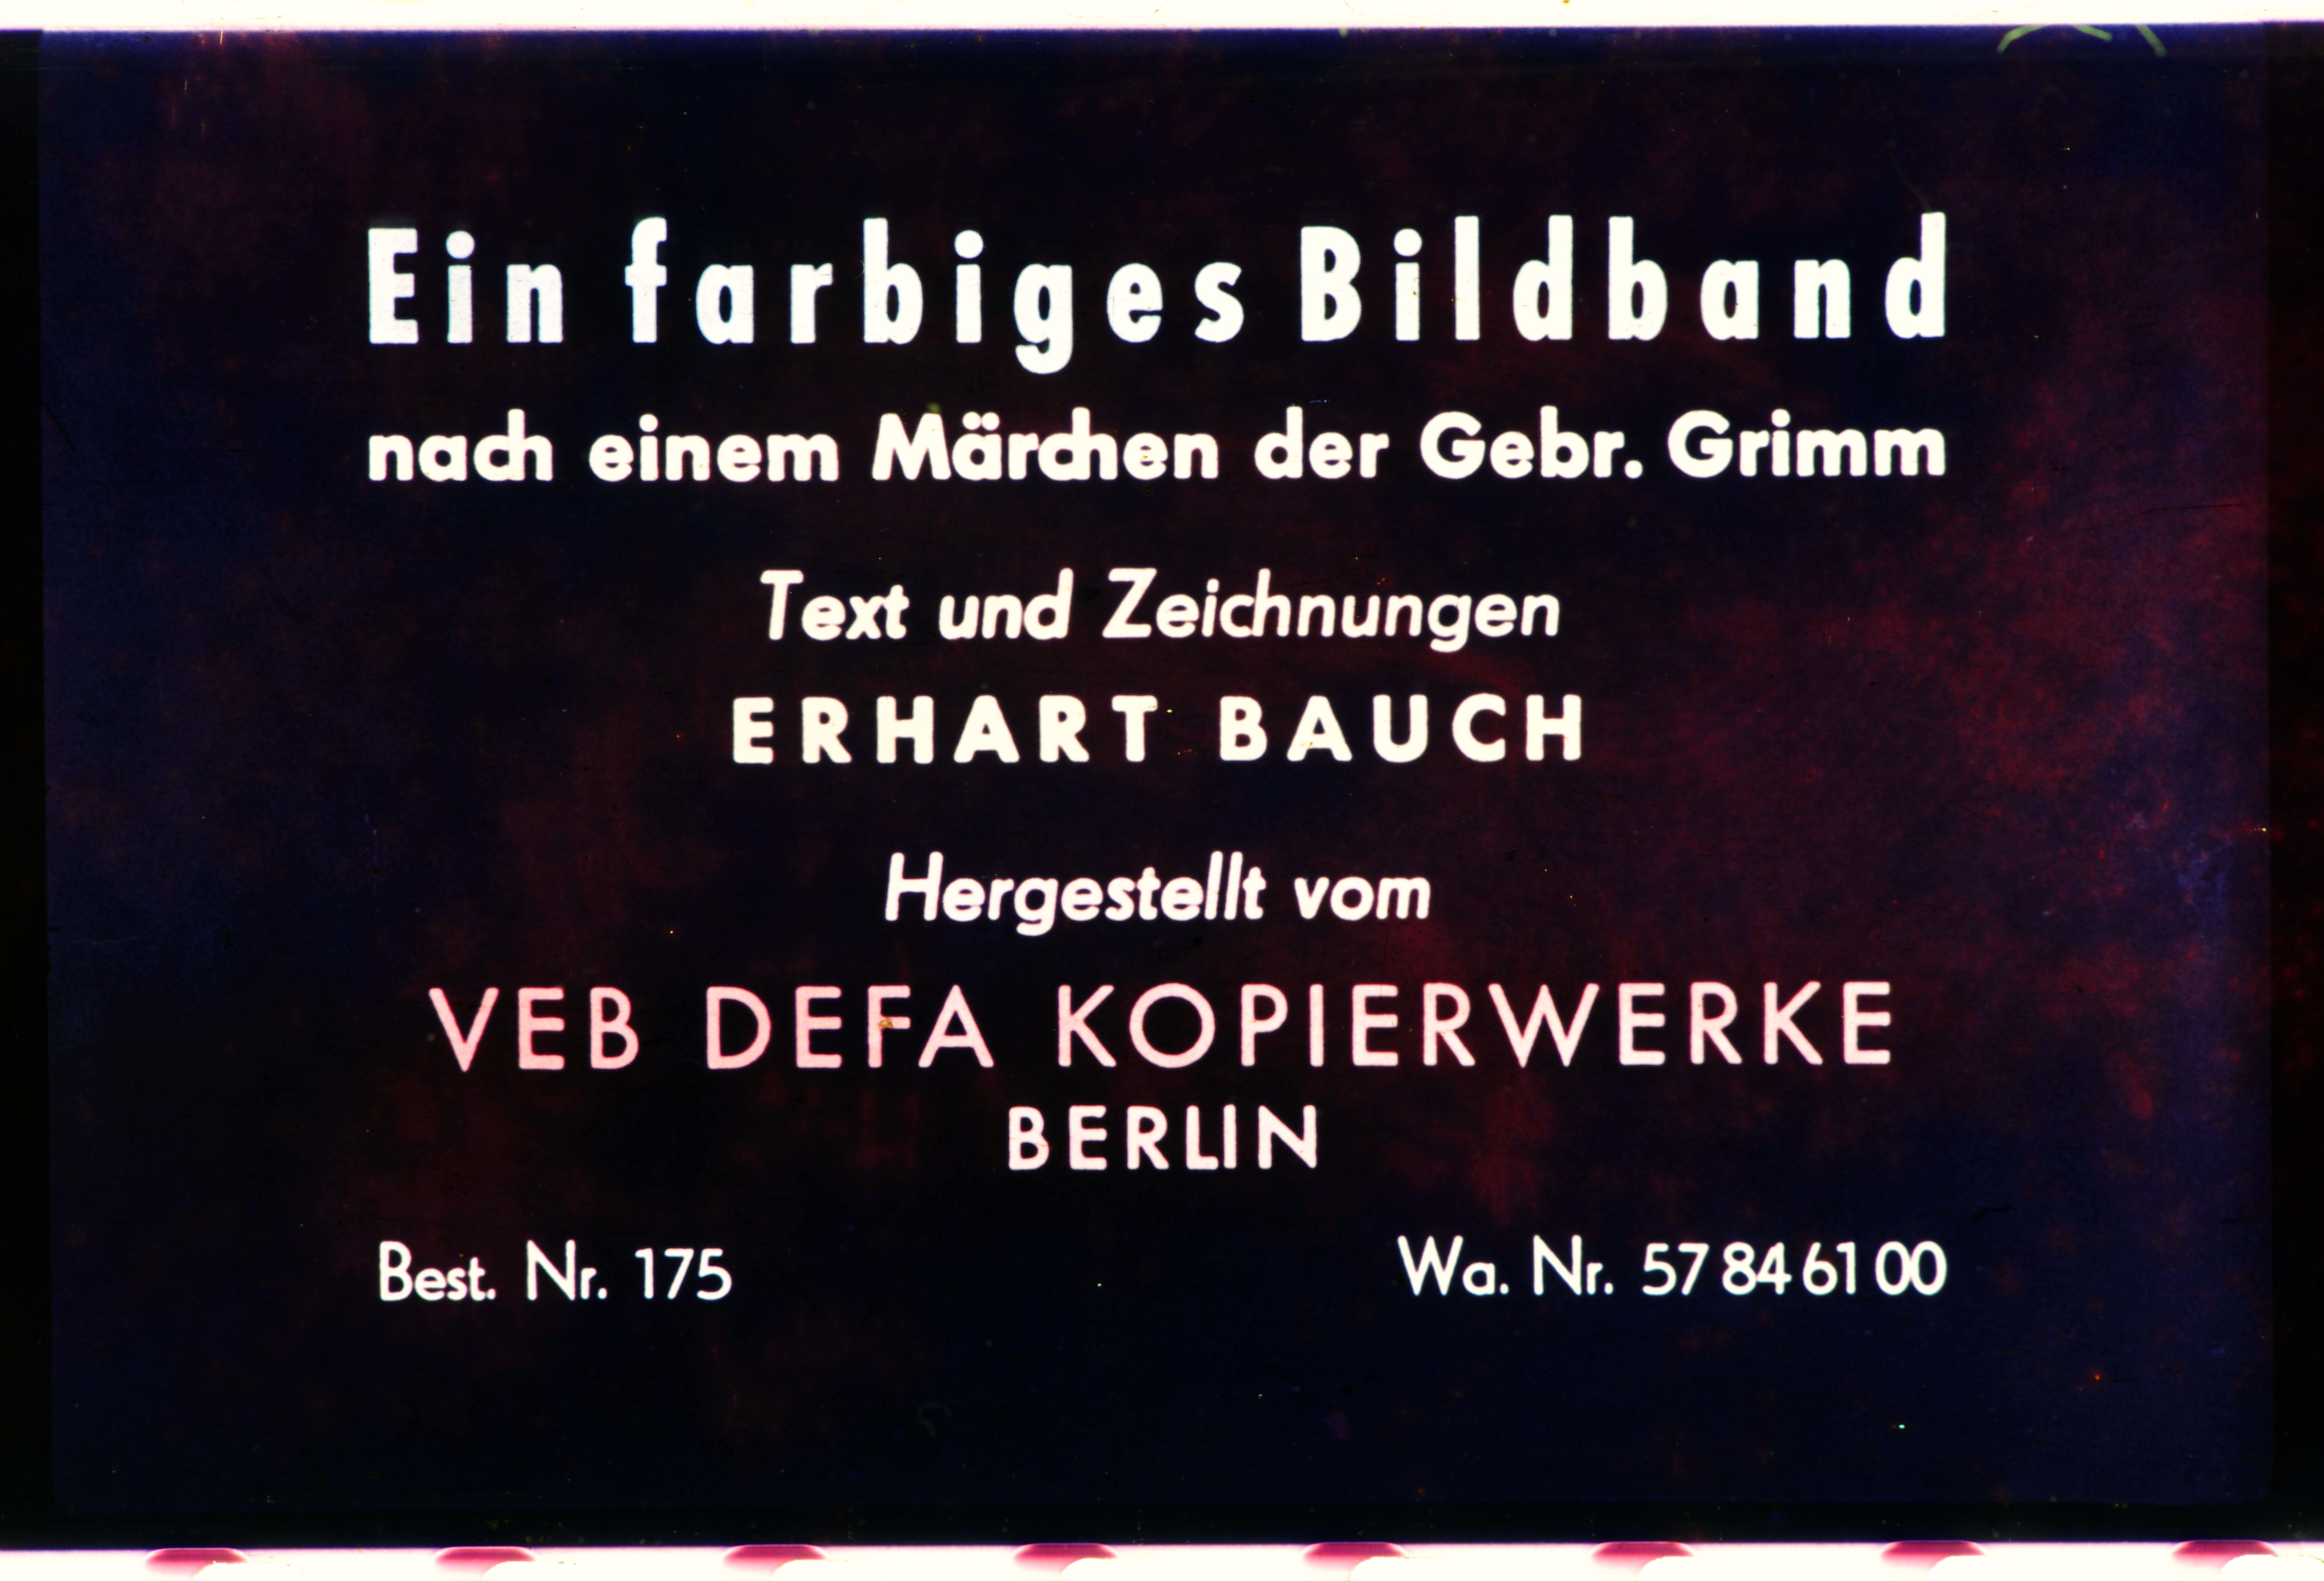 Ein farbiges Bildband
nach einem Märchen der Gebr. Grimm
Text und Zeichnungen
ERHART BAUCH
Hergestellt vom
VEB DEFA KOPIERWERKE
BERLIN
Best. Nr. 175
Wa. Nr. 57 84 61 00